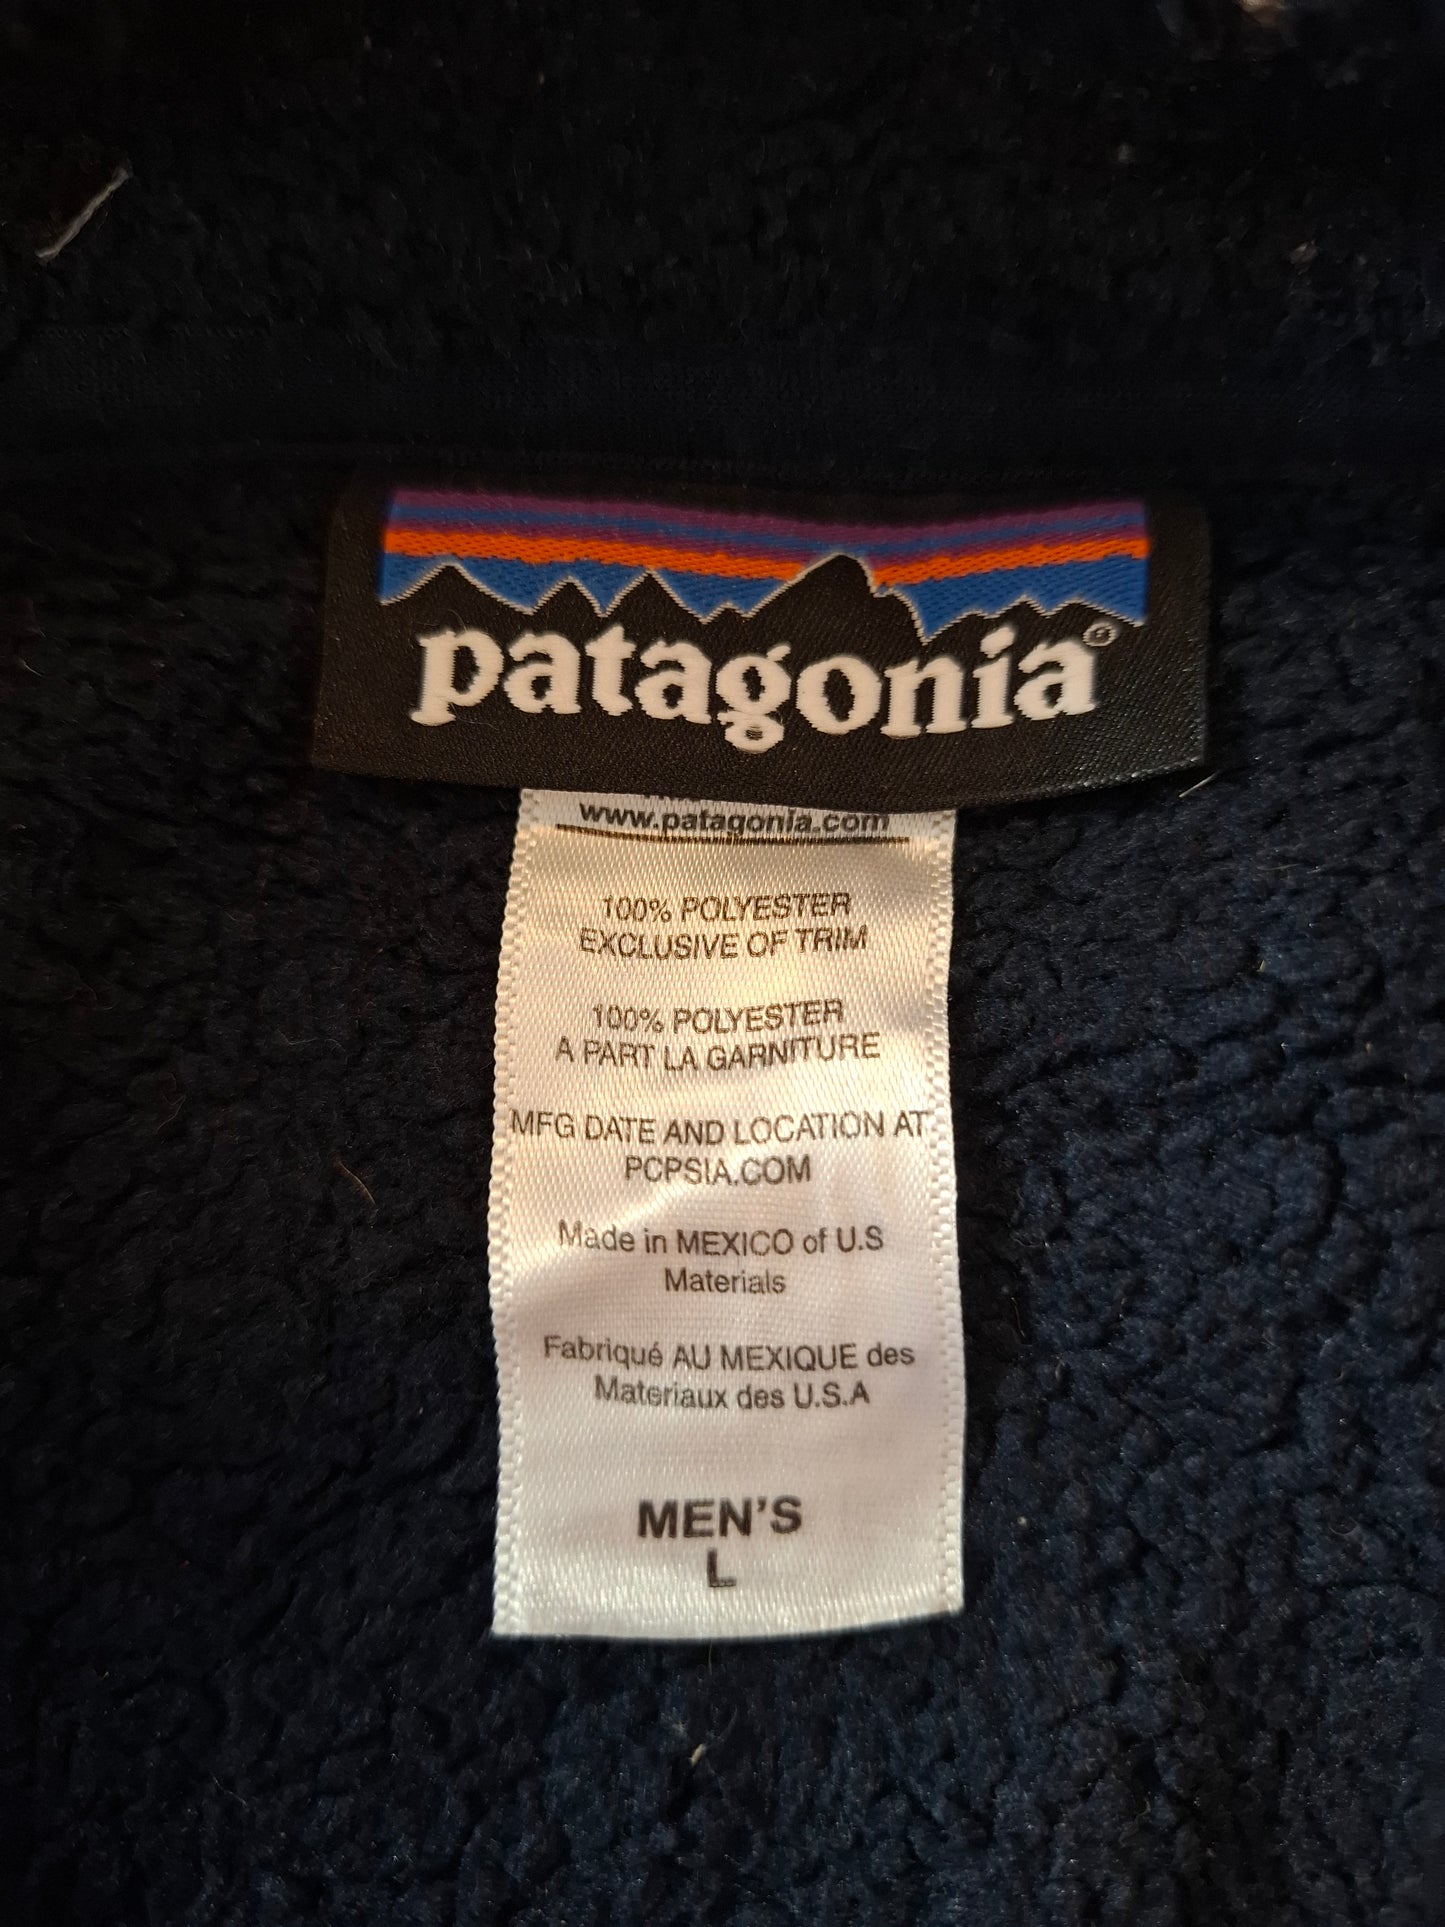 patagonia®
www.patagonia.com
100% POLYESTER
EXCLUSIVE OF TRIM
100% POLYESTER
A PART LA GARNITURE
MFG DATE AND LOCATION AT
PCPSIA.COM
Made in MEXICO of U.S
Materials
Fabriqué AU MEXIQUE des
Materiaux des U.S.A
MEN'S
L